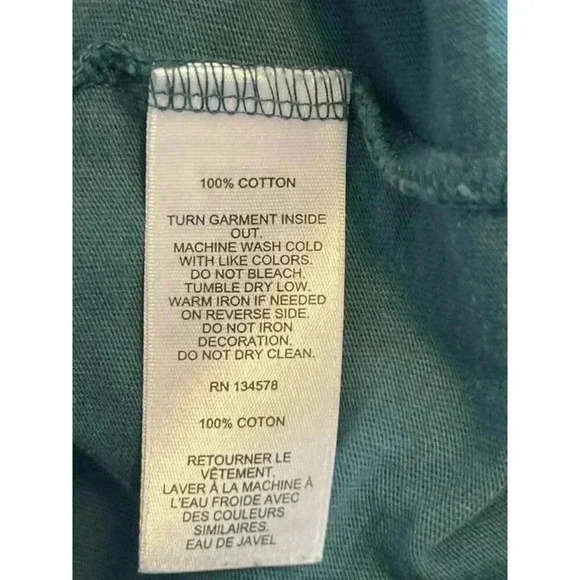 100% COTTON
TURN GARMENT INSIDE
OUT.
MACHINE WASH COLD
WITH LIKE COLORS.
DO NOT BLEACH.
TUMBLE DRY LOW.
WARM IRON IF NEEDED
ON REVERSE SIDE.
DO NOT IRON
DECORATION.
DO NOT DRY CLEAN.
RN 134578
100% COTON
RETOURNER LE
VÊTEMENT.
LAVER À LA MACHINE À
L'EAU FROIDE AVEC
DES COULEURS
SIMILAIRES.
EAU DE JAVEL